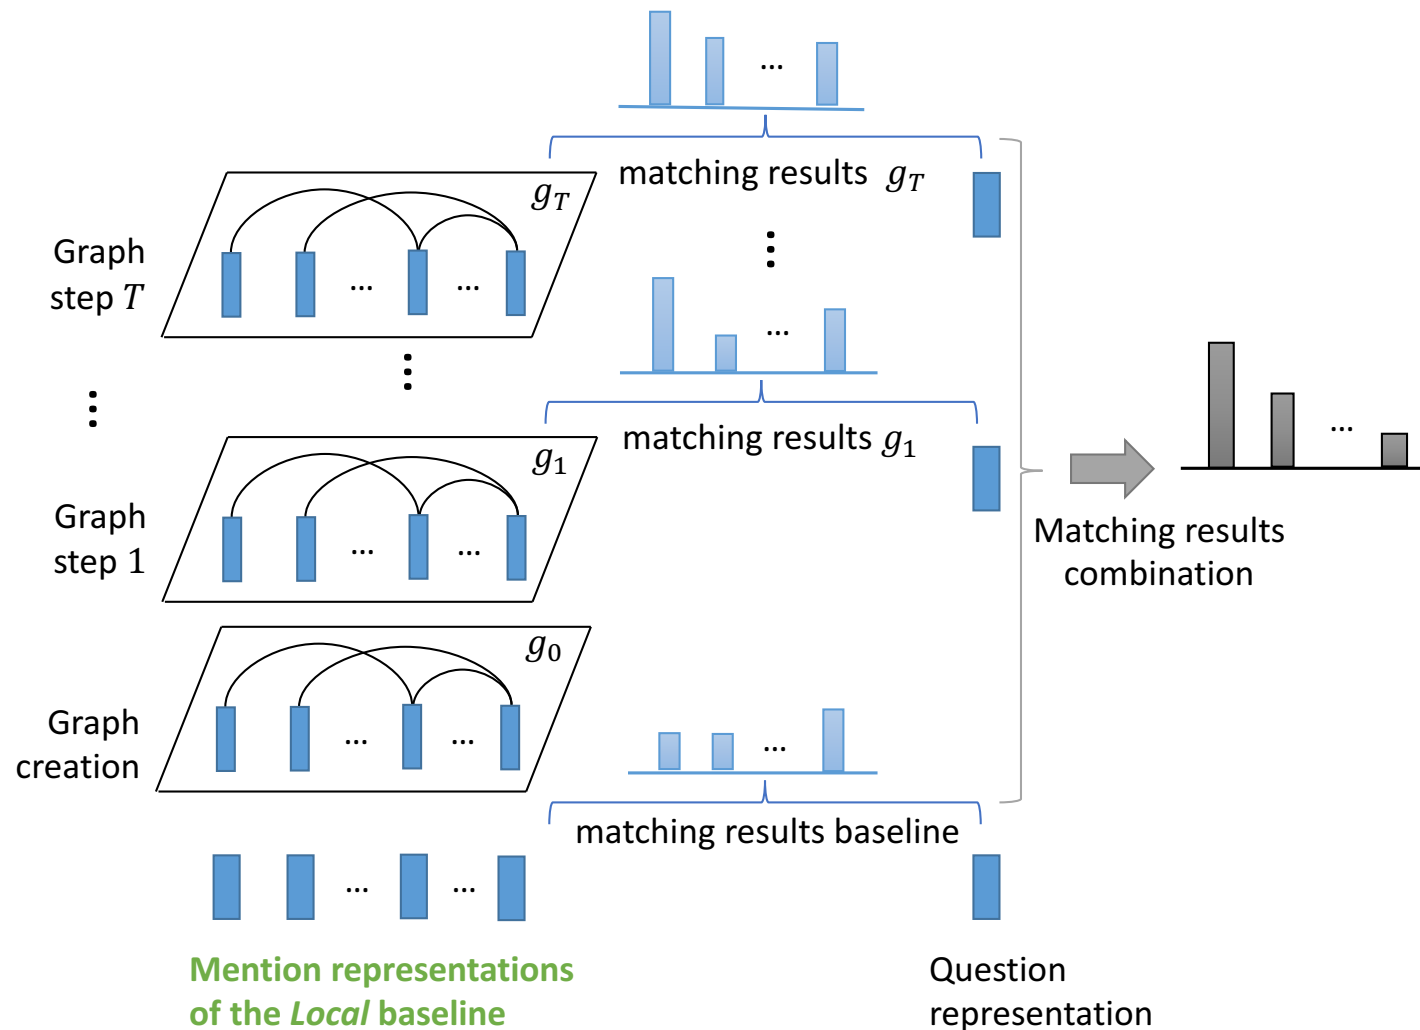 ...
matching results g_T
g_T
Graph
step T
... ...
...
matching results g_1
g_1
Graph
step 1
... ...
...
Matching results
combination
g_0
Graph
creation
... ...
...
matching results baseline
... ...
Mention representations
of the Local baseline
Question
representation